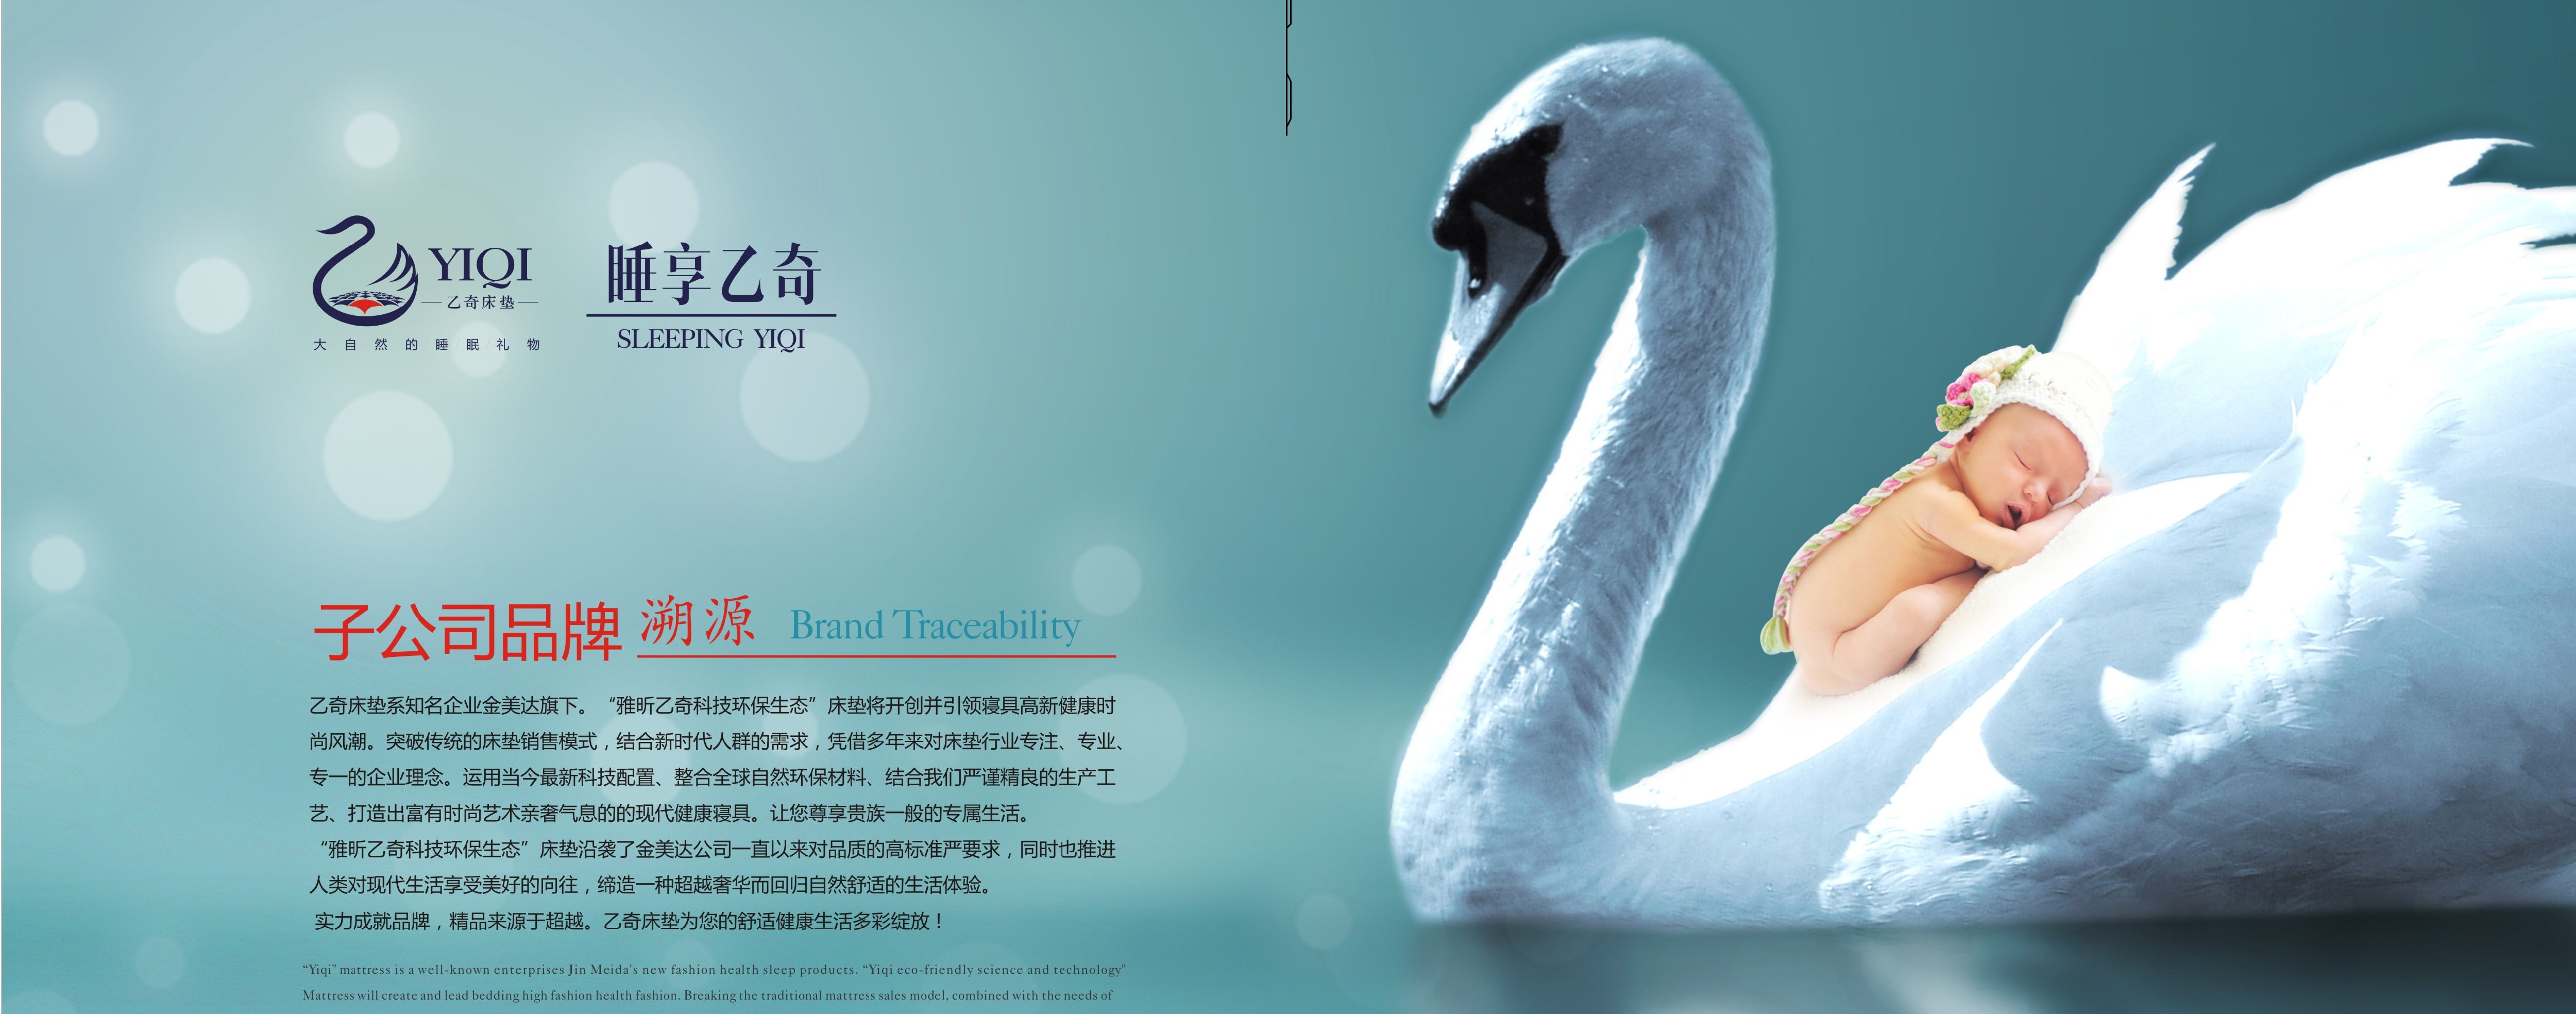 YIQI
乙奇床垫
大自然的睡眠礼物
睡享乙奇
SLEEPING YIQI
子公司品牌 溯源 Brand Traceability
乙奇床垫系知名企业金美达旗下。“雅昕乙奇科技环保生态”床垫将开创并引领寝具高新健康时
尚风潮。突破传统的床垫销售模式，结合新时代人群的需求，凭借多年来对床垫行业专注、专业、
专一的企业理念。运用当今最新科技配置、整合全球自然环保材料、结合我们严谨精良的生产工
艺、打造出富有时尚艺术亲奢气息的的现代健康寝具。让您尊享贵族一般的专属生活。
“雅昕乙奇科技环保生态”床垫沿袭了金美达公司一直以来对品质的高标准严要求，同时也推进
人类对现代生活享受美好的向往，缔造一种超越奢华而回归自然舒适的生活体验。
实力成就品牌，精品来源于超越。乙奇床垫为您的舒适健康生活多彩绽放！
“Yiqi” mattress is a well-known enterprises Jin Meida's new fashion health sleep products. “Yiqi eco-friendly science and technology”
Mattress will create and lead bedding high fashion health fashion. Breaking the traditional mattress sales model, combined with the needs of